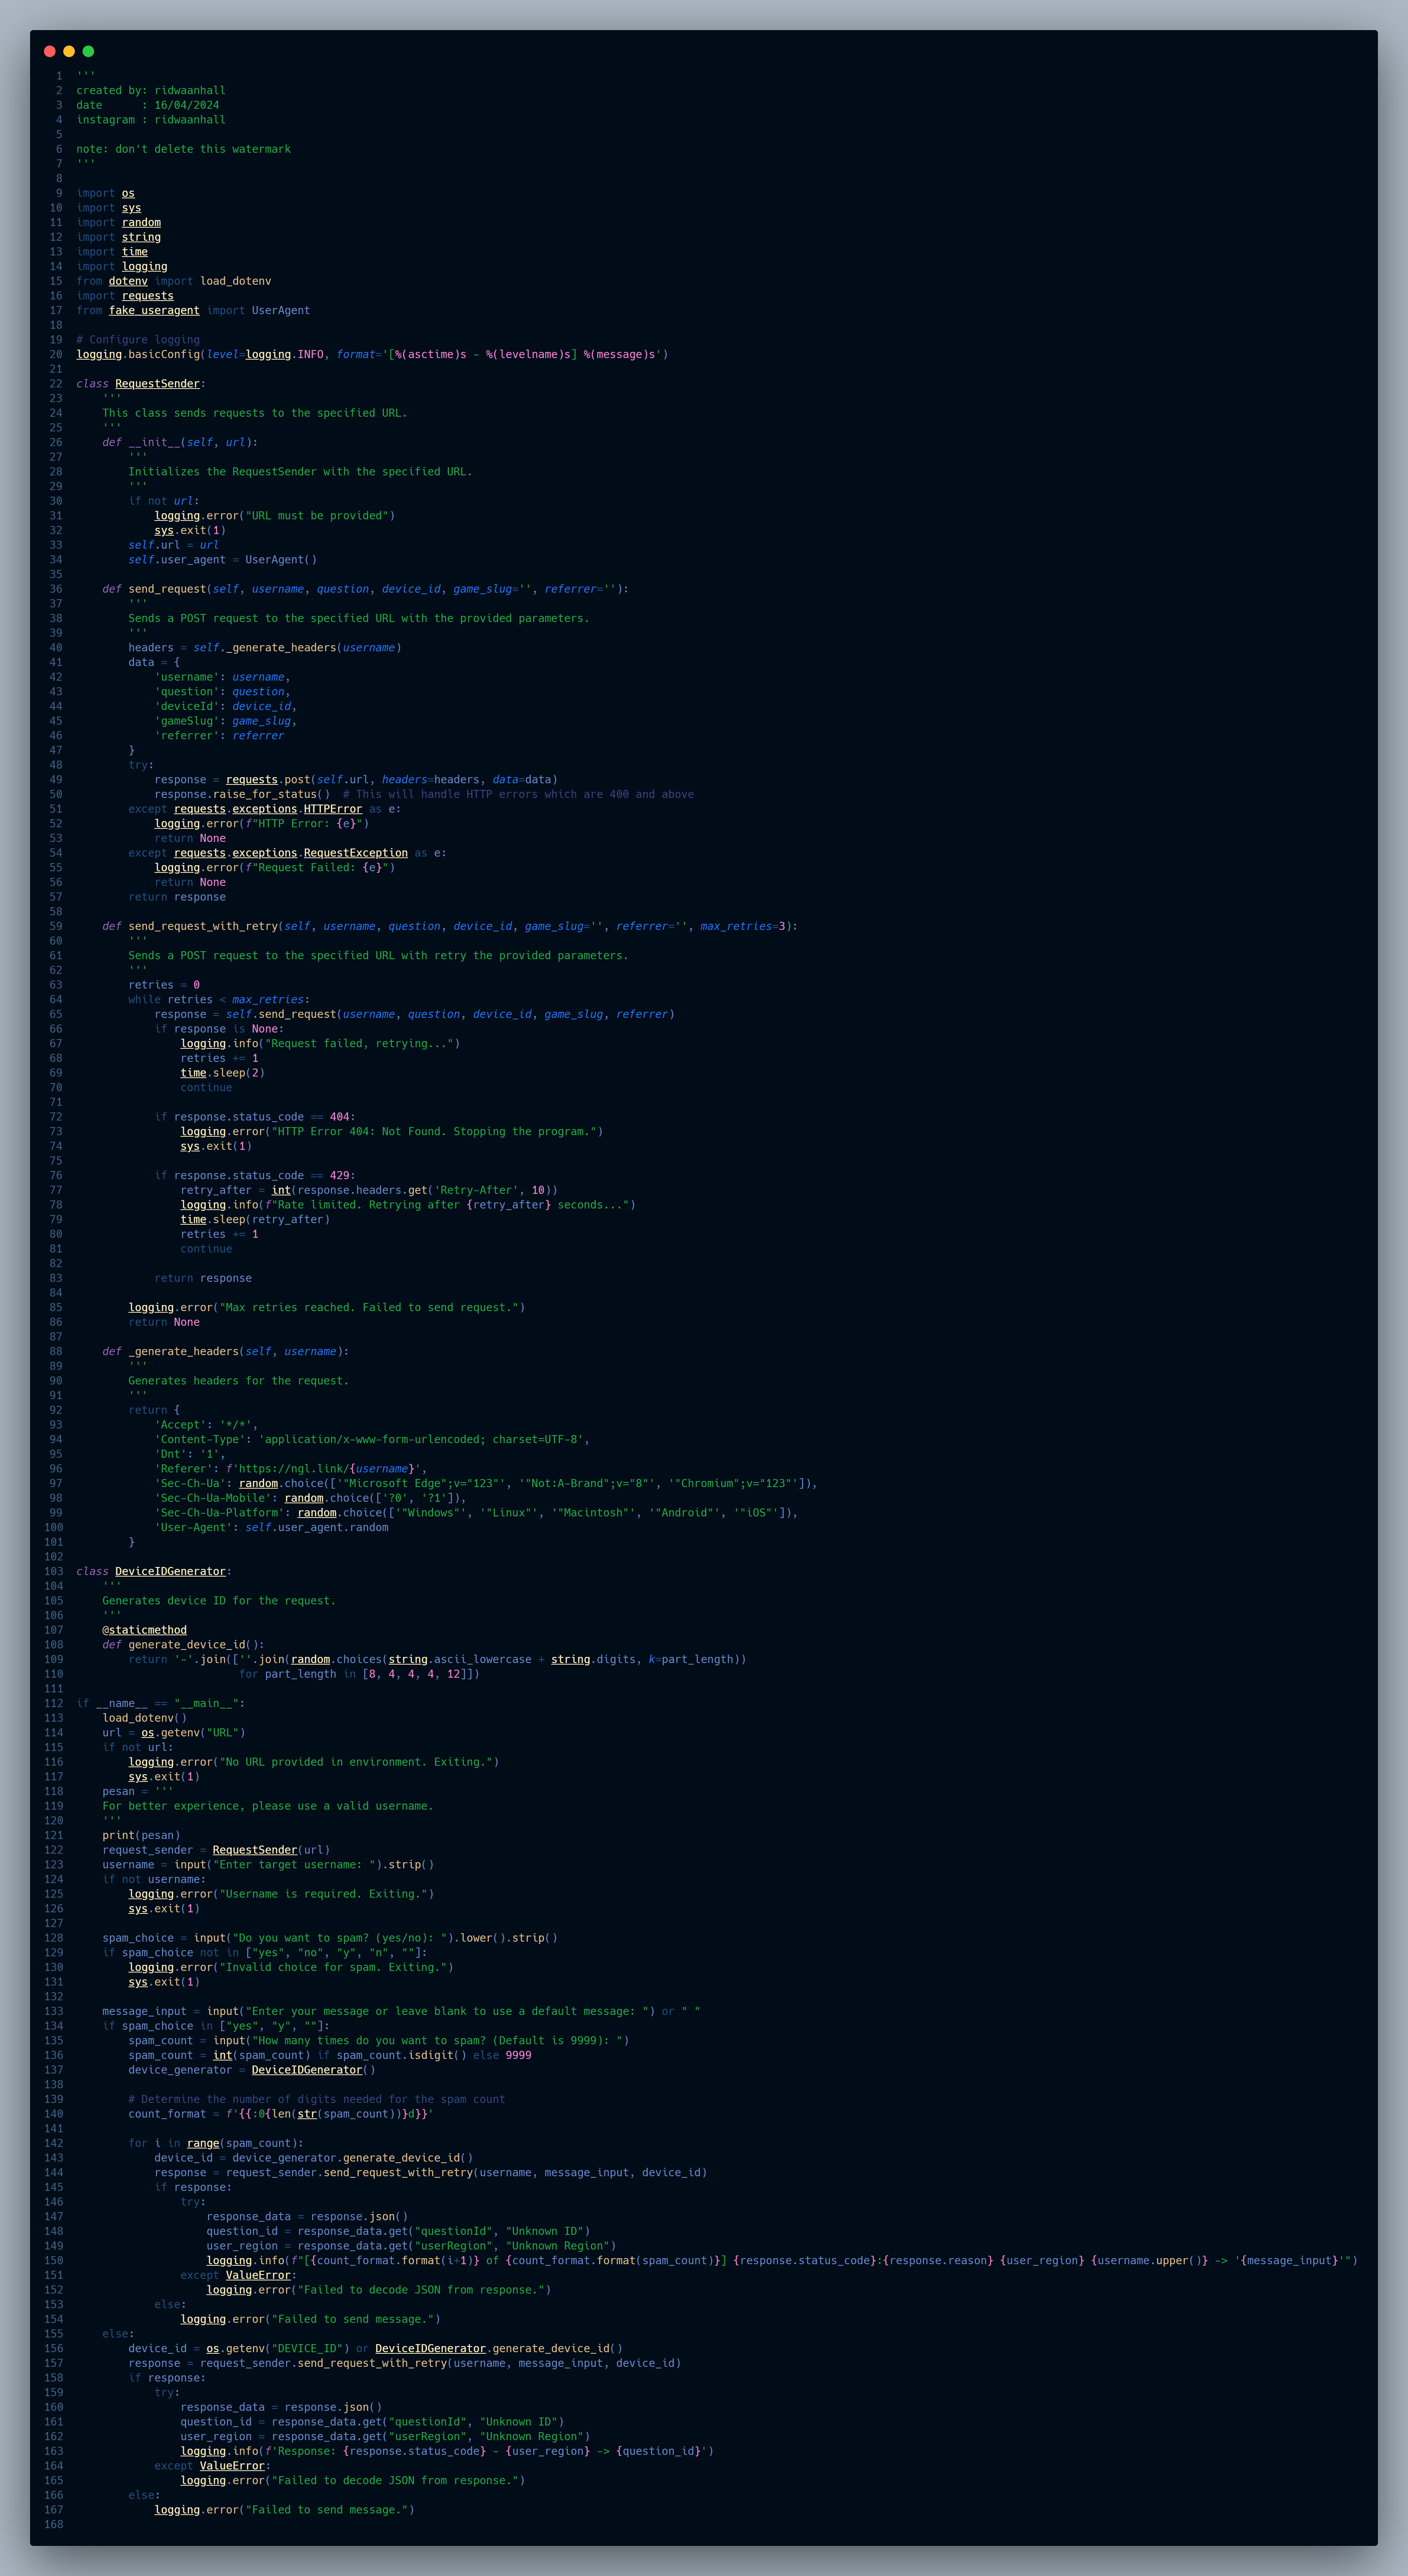 1 '''
2 created by: ridwaanhall
3 date      : 16/04/2024
4 instagram : ridwaanhall
5
6 note: don't delete this watermark
7 '''
8
9 import os
10 import sys
11 import random
12 import string
13 import time
14 import logging
15 from dotenv import load_dotenv
16 import requests
17 from fake_useragent import UserAgent
18
19 # Configure logging
20 logging.basicConfig(level=logging.INFO, format='[%(asctime)s - %(levelname)s] %(message)s')
21
22 class RequestSender:
23     '''
24     This class sends requests to the specified URL.
25     '''
26     def __init__(self, url):
27         '''
28         Initializes the RequestSender with the specified URL.
29         '''
30         if not url:
31             logging.error("URL must be provided")
32             sys.exit(1)
33         self.url = url
34         self.user_agent = UserAgent()
35
36     def send_request(self, username, question, device_id, game_slug='', referrer=''):
37         '''
38         Sends a POST request to the specified URL with the provided parameters.
39         '''
40         headers = self._generate_headers(username)
41         data = {
42             'username': username,
43             'question': question,
44             'deviceId': device_id,
45             'gameSlug': game_slug,
46             'referrer': referrer
47         }
48         try:
49             response = requests.post(self.url, headers=headers, data=data)
50             response.raise_for_status()  # This will handle HTTP errors which are 400 and above
51         except requests.exceptions.HTTPError as e:
52             logging.error(f"HTTP Error: {e}")
53             return None
54         except requests.exceptions.RequestException as e:
55             logging.error(f"Request Failed: {e}")
56             return None
57         return response
58
59     def send_request_with_retry(self, username, question, device_id, game_slug='', referrer='', max_retries=3):
60         '''
61         Sends a POST request to the specified URL with retry the provided parameters.
62         '''
63         retries = 0
64         while retries < max_retries:
65             response = self.send_request(username, question, device_id, game_slug, referrer)
66             if response is None:
67                 logging.info("Request failed, retrying...")
68                 retries += 1
69                 time.sleep(2)
70                 continue
71
72             if response.status_code == 404:
73                 logging.error("HTTP Error 404: Not Found. Stopping the program.")
74                 sys.exit(1)
75
76             if response.status_code == 429:
77                 retry_after = int(response.headers.get('Retry-After', 10))
78                 logging.info(f"Rate limited. Retrying after {retry_after} seconds...")
79                 time.sleep(retry_after)
80                 retries += 1
81                 continue
82
83             return response
84
85         logging.error("Max retries reached. Failed to send request.")
86         return None
87
88     def _generate_headers(self, username):
89         '''
90         Generates headers for the request.
91         '''
92         return {
93             'Accept': '*/*',
94             'Content-Type': 'application/x-www-form-urlencoded; charset=UTF-8',
95             'Dnt': '1',
96             'Referer': f'https://ngl.link/{username}',
97             'Sec-Ch-Ua': random.choice(['"Microsoft Edge";v="123"', '"Not:A-Brand";v="8"', '"Chromium";v="123"']),
98             'Sec-Ch-Ua-Mobile': random.choice(['?0', '?1']),
99             'Sec-Ch-Ua-Platform': random.choice(['"Windows"', '"Linux"', '"Macintosh"', '"Android"', '"iOS"']),
100             'User-Agent': self.user_agent.random
101         }
102
103 class DeviceIDGenerator:
104     '''
105     Generates device ID for the request.
106     '''
107     @staticmethod
108     def generate_device_id():
109         return '-'.join([''.join(random.choices(string.ascii_lowercase + string.digits, k=part_length))
110                          for part_length in [8, 4, 4, 4, 12]])
111
112 if __name__ == "__main__":
113     load_dotenv()
114     url = os.getenv("URL")
115     if not url:
116         logging.error("No URL provided in environment. Exiting.")
117         sys.exit(1)
118     pesan = '''
119     For better experience, please use a valid username.
120     '''
121     print(pesan)
122     request_sender = RequestSender(url)
123     username = input("Enter target username: ").strip()
124     if not username:
125         logging.error("Username is required. Exiting.")
126         sys.exit(1)
127
128     spam_choice = input("Do you want to spam? (yes/no): ").lower().strip()
129     if spam_choice not in ["yes", "no", "y", "n", ""]:
130         logging.error("Invalid choice for spam. Exiting.")
131         sys.exit(1)
132
133     message_input = input("Enter your message or leave blank to use a default message: ") or " "
134     if spam_choice in ["yes", "y", ""]:
135         spam_count = input("How many times do you want to spam? (Default is 9999): ")
136         spam_count = int(spam_count) if spam_count.isdigit() else 9999
137         device_generator = DeviceIDGenerator()
138
139         # Determine the number of digits needed for the spam count
140         count_format = f'{{:0{len(str(spam_count))}d}}'
141
142         for i in range(spam_count):
143             device_id = device_generator.generate_device_id()
144             response = request_sender.send_request_with_retry(username, message_input, device_id)
145             if response:
146                 try:
147                     response_data = response.json()
148                     question_id = response_data.get("questionId", "Unknown ID")
149                     user_region = response_data.get("userRegion", "Unknown Region")
150                     logging.info(f"[{count_format.format(i+1)} of {count_format.format(spam_count)}] {response.status_code}:{response.reason} {user_region} {username.upper()} -> '{message_input}'")
151                 except ValueError:
152                     logging.error("Failed to decode JSON from response.")
153             else:
154                 logging.error("Failed to send message.")
155     else:
156         device_id = os.getenv("DEVICE_ID") or DeviceIDGenerator.generate_device_id()
157         response = request_sender.send_request_with_retry(username, message_input, device_id)
158         if response:
159             try:
160                 response_data = response.json()
161                 question_id = response_data.get("questionId", "Unknown ID")
162                 user_region = response_data.get("userRegion", "Unknown Region")
163                 logging.info(f'Response: {response.status_code} - {user_region} -> {question_id}')
164             except ValueError:
165                 logging.error("Failed to decode JSON from response.")
166         else:
167             logging.error("Failed to send message.")
168